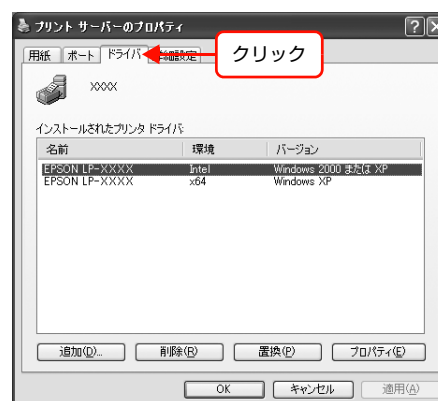 プリント サーバーのプロパティ
用紙 ポート ドライバ 詳細設定
クリック
XXXX
インストールされたプリンタ ドライバ:
名前 環境 バージョン
EPSON LP-XXXX Intel Windows 2000 または XP
EPSON LP-XXXX x64 Windows XP
追加(D)... 削除(R) 置換(P) プロパティ(E)
OK キャンセル 適用(A)